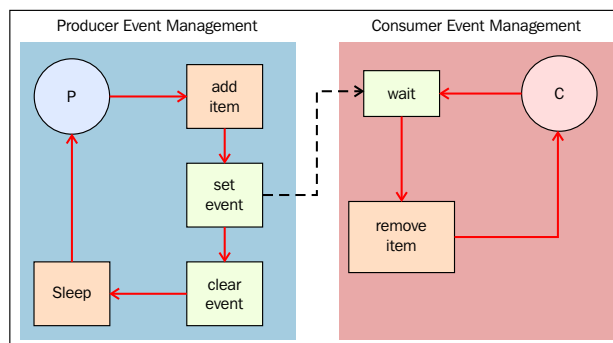 Producer Event Management
Consumer Event Management
P
add
item
wait
C
set
event
remove
item
Sleep
clear
event